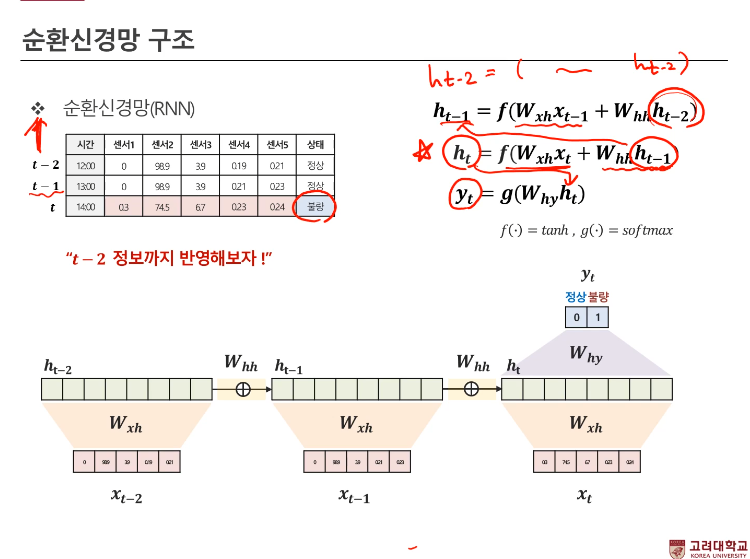 순환신경망 구조
❖ 순환신경망(RNN)
h_{t-2} = ( ~ h_{t-2})
h_{t-1} = f(W_{xh}x_{t-1} + W_{hh}h_{t-2})
☆ h_t = f(W_{xh}x_t + W_{hh}h_{t-1})
y_t = g(W_{hy}h_t)
f(·) = tanh , g(·) = softmax
시간 센서1 센서2 센서3 센서4 센서5 상태
t − 2 12:00 0 98.9 3.9 0.19 0.21 정상
t − 1 13:00 0 98.9 3.9 0.21 0.23 정상
t 14:00 0.3 74.5 6.7 0.23 0.24 불량
“t − 2 정보까지 반영해보자 !”
y_t
정상 불량
0 1
W_{hy}
h_{t-2} W_{hh} h_{t-1} W_{hh} h_t
W_{xh} W_{xh} W_{xh}
0 98.9 3.9 0.19 0.21 0 98.9 3.9 0.21 0.23 0.3 74.5 6.7 0.23 0.24
x_{t-2} x_{t-1} x_t
고려대학교
KOREA UNIVERSITY